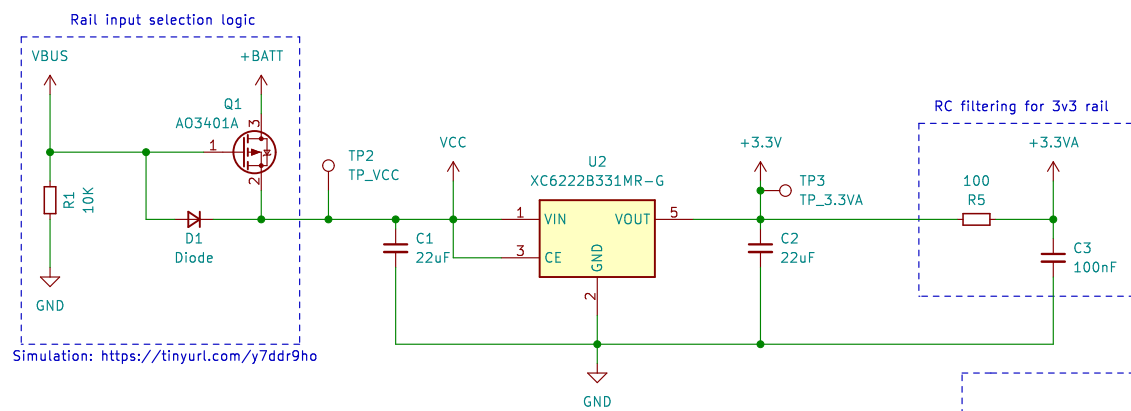 Rail input selection logic
VBUS
+BATT
Q1
AO3401A
3
1
2
R1
10K
D1
Diode
GND
Simulation: https://tinyurl.com/y7ddr9ho
TP2
TP_VCC
VCC
C1
22uF
U2
XC6222B331MR-G
1
VIN
VOUT
5
3
CE
GND
2
GND
+3.3V
TP3
TP_3.3VA
C2
22uF
RC filtering for 3v3 rail
+3.3VA
100
R5
C3
100nF